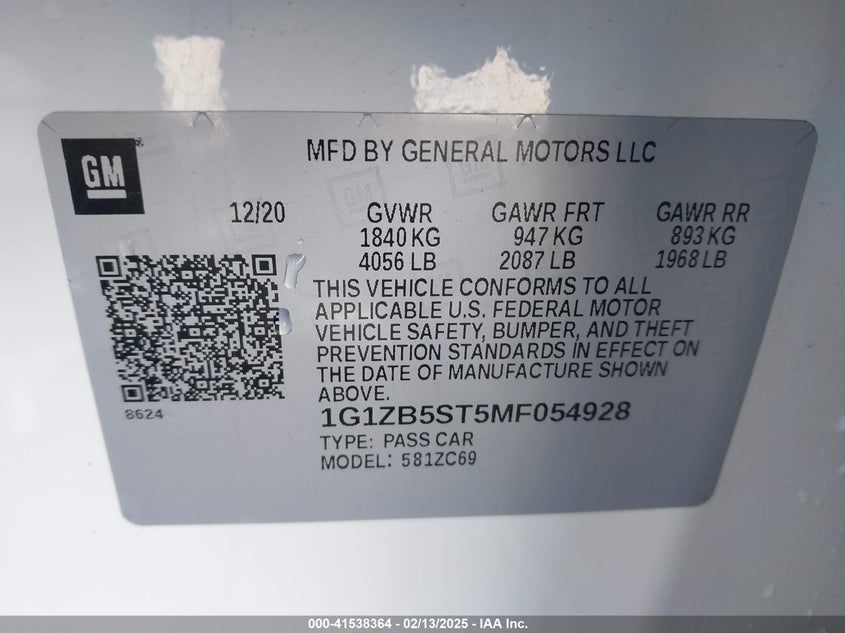 GM
MFD BY GENERAL MOTORS LLC
12/20 GVWR GAWR FRT GAWR RR
1840 KG 947 KG 893 KG
4056 LB 2087 LB 1968 LB
THIS VEHICLE CONFORMS TO ALL
APPLICABLE U.S. FEDERAL MOTOR
VEHICLE SAFETY, BUMPER, AND THEFT
PREVENTION STANDARDS IN EFFECT ON
THE DATE OF MANUFACTURE SHOWN
ABOVE.
8624
1G1ZB5ST5MF054928
TYPE: PASS CAR
MODEL: 581ZC69
000-41538364 - 02/13/2025 - IAA Inc.